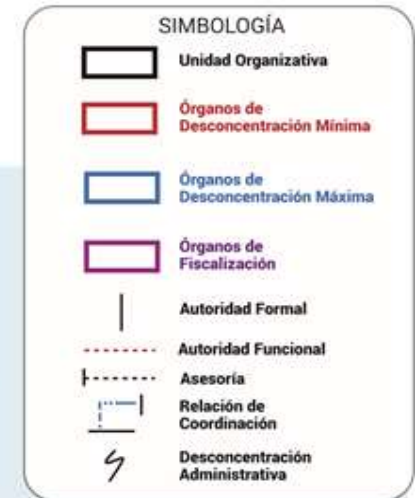 SIMBOLOGÍA
Unidad Organizativa
Órganos de
Desconcentración Mínima
Órganos de
Desconcentración Máxima
Órganos de
Fiscalización
Autoridad Formal
Autoridad Funcional
Asesoría
Relación de
Coordinación
Desconcentración
Administrativa